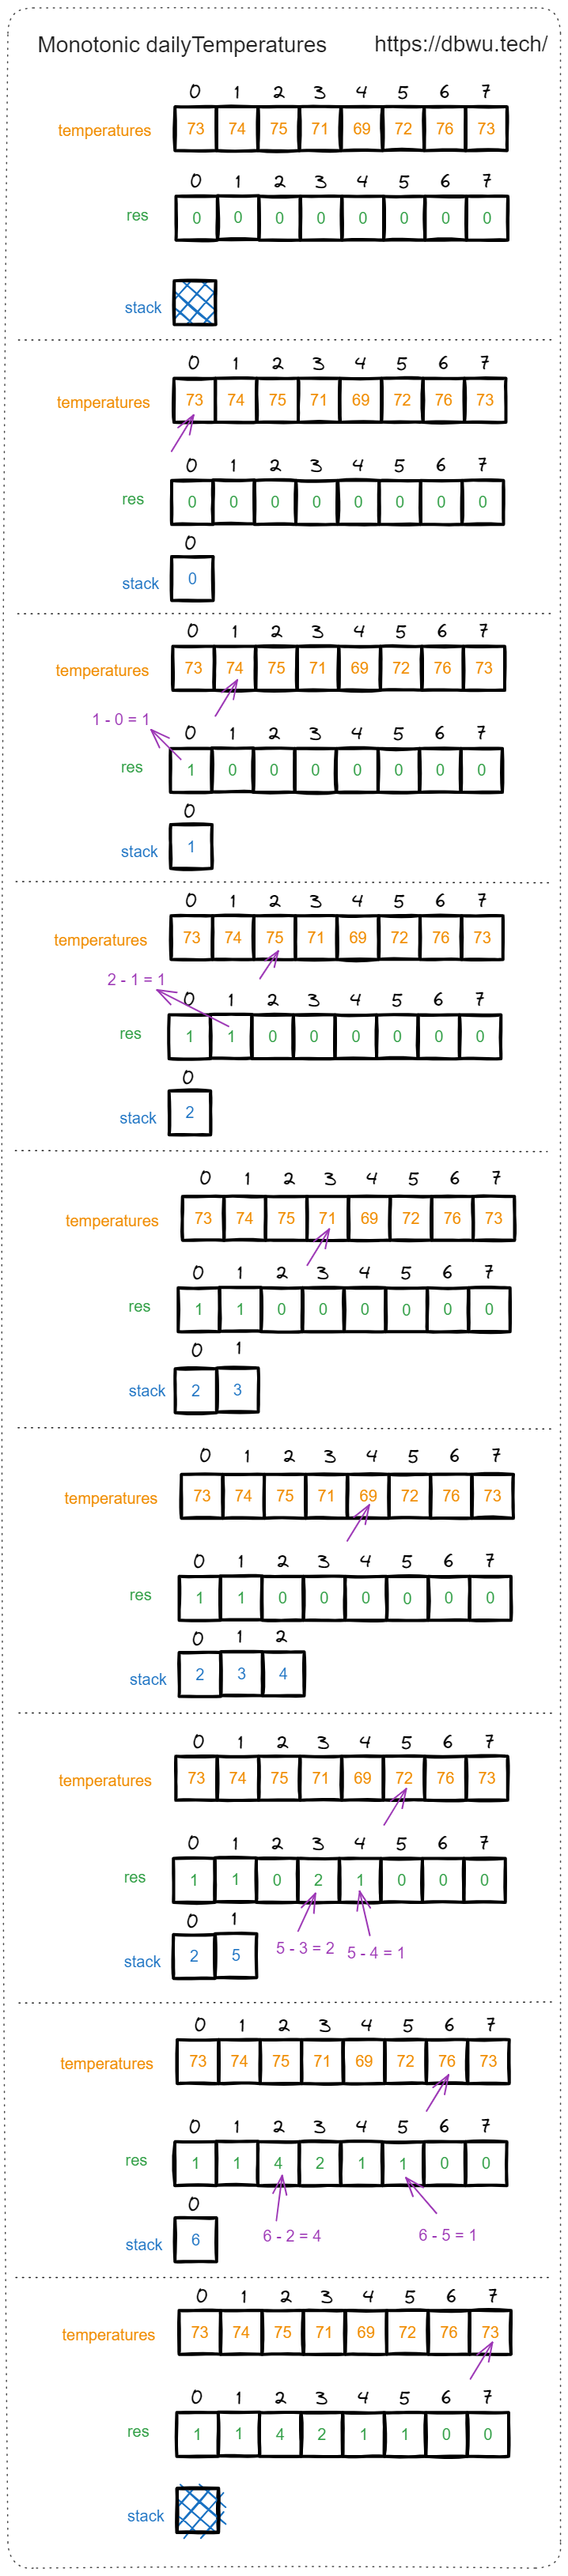 Monotonic dailyTemperatures https://dbwu.tech/
0 1 2 3 4 5 6 7
temperatures 73 74 75 71 69 72 76 73
0 1 2 3 4 5 6 7
res 0 0 0 0 0 0 0 0
stack
0 1 2 3 4 5 6 7
temperatures 73 74 75 71 69 72 76 73
0 1 2 3 4 5 6 7
res 0 0 0 0 0 0 0 0
0
stack 0
0 1 2 3 4 5 6 7
temperatures 73 74 75 71 69 72 76 73
1 - 0 = 1
0 1 2 3 4 5 6 7
res 1 0 0 0 0 0 0 0
0
stack 1
0 1 2 3 4 5 6 7
temperatures 73 74 75 71 69 72 76 73
2 - 1 = 1
0 1 2 3 4 5 6 7
res 1 1 0 0 0 0 0 0
0
stack 2
0 1 2 3 4 5 6 7
temperatures 73 74 75 71 69 72 76 73
0 1 2 3 4 5 6 7
res 1 1 0 0 0 0 0 0
0 1
stack 2 3
0 1 2 3 4 5 6 7
temperatures 73 74 75 71 69 72 76 73
0 1 2 3 4 5 6 7
res 1 1 0 0 0 0 0 0
0 1 2
stack 2 3 4
0 1 2 3 4 5 6 7
temperatures 73 74 75 71 69 72 76 73
0 1 2 3 4 5 6 7
res 1 1 0 2 1 0 0 0
0 1
5 - 3 = 2 5 - 4 = 1
stack 2 5
0 1 2 3 4 5 6 7
temperatures 73 74 75 71 69 72 76 73
0 1 2 3 4 5 6 7
res 1 1 4 2 1 1 0 0
0
6 - 2 = 4 6 - 5 = 1
stack 6
0 1 2 3 4 5 6 7
temperatures 73 74 75 71 69 72 76 73
0 1 2 3 4 5 6 7
res 1 1 4 2 1 1 0 0
stack